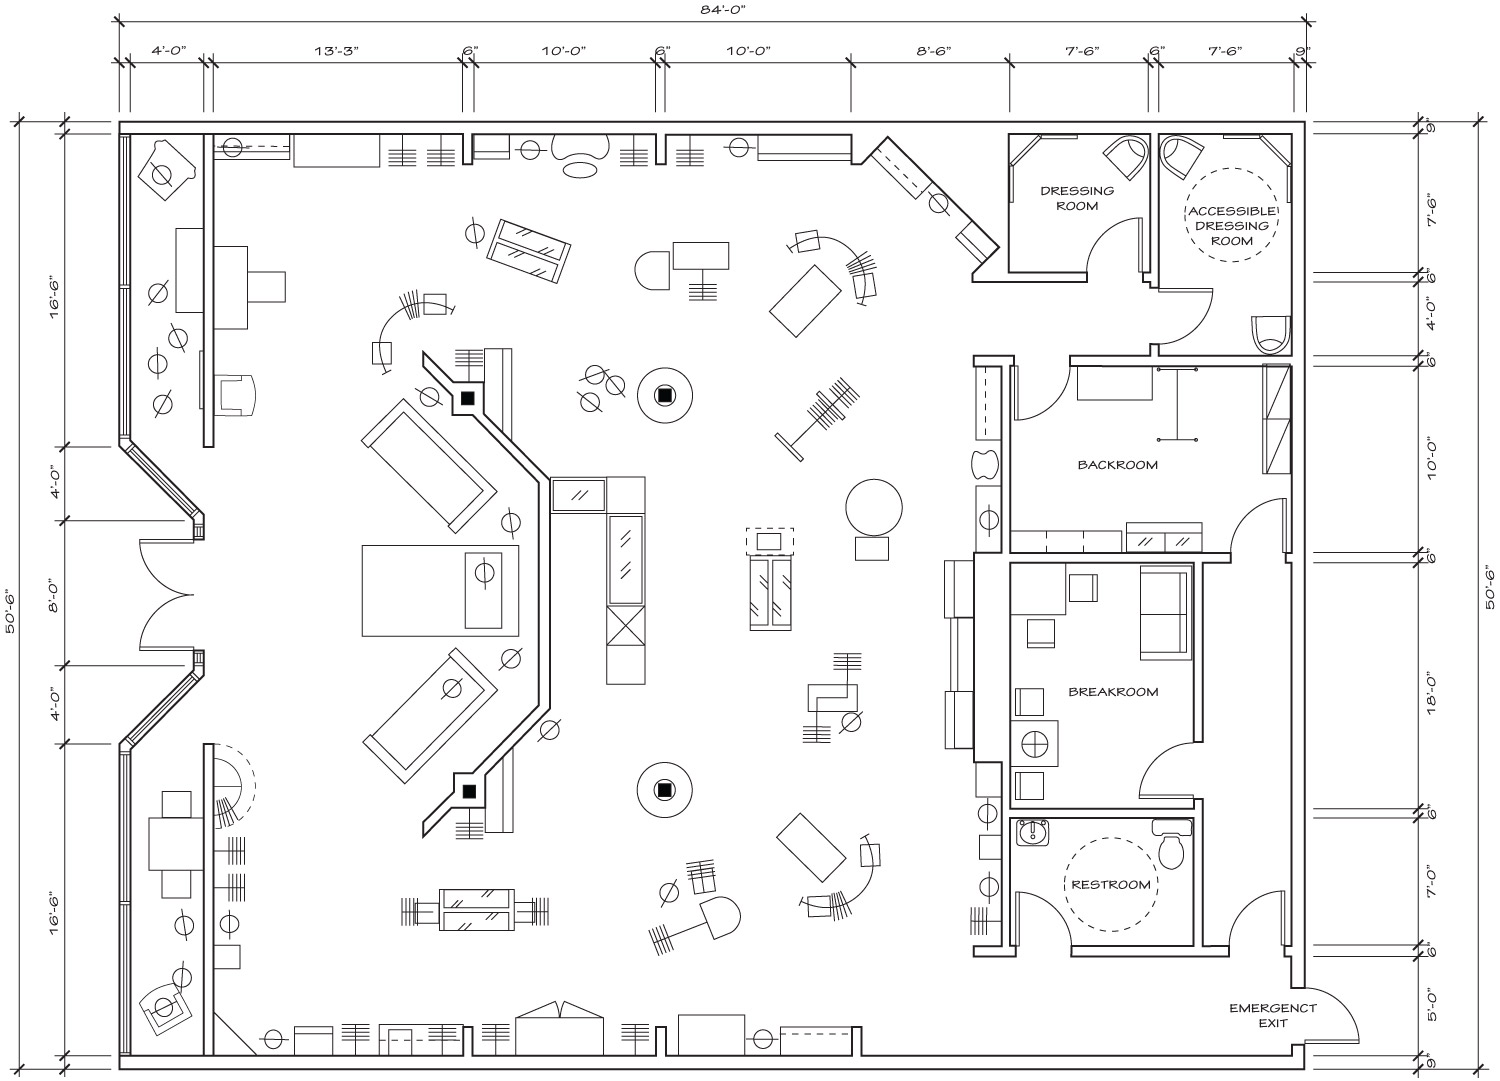 84'-0"
4'-0" 13'-3" 6" 10'-0" 6" 10'-0" 8'-6" 7'-6" 6" 7'-6" 9"
9"
DRESSING
ROOM
ACCESSIBLE
DRESSING
ROOM
7'-6"
6"
16'-6"
4'-0"
6"
BACKROOM
10'-0"
4'-0"
6"
8'-0"
50'-6"
50'-6"
BREAKROOM
18'-0"
4'-0"
6"
RESTROOM
7'-0"
16'-6"
6"
EMERGENCT
EXIT
5'-0"
9"